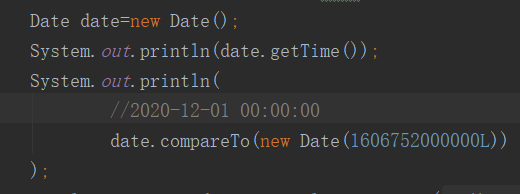 Date date=new Date();
System.out.println(date.getTime());
System.out.println(
//2020-12-01 00:00:00
date.compareTo(new Date(1606752000000L))
);